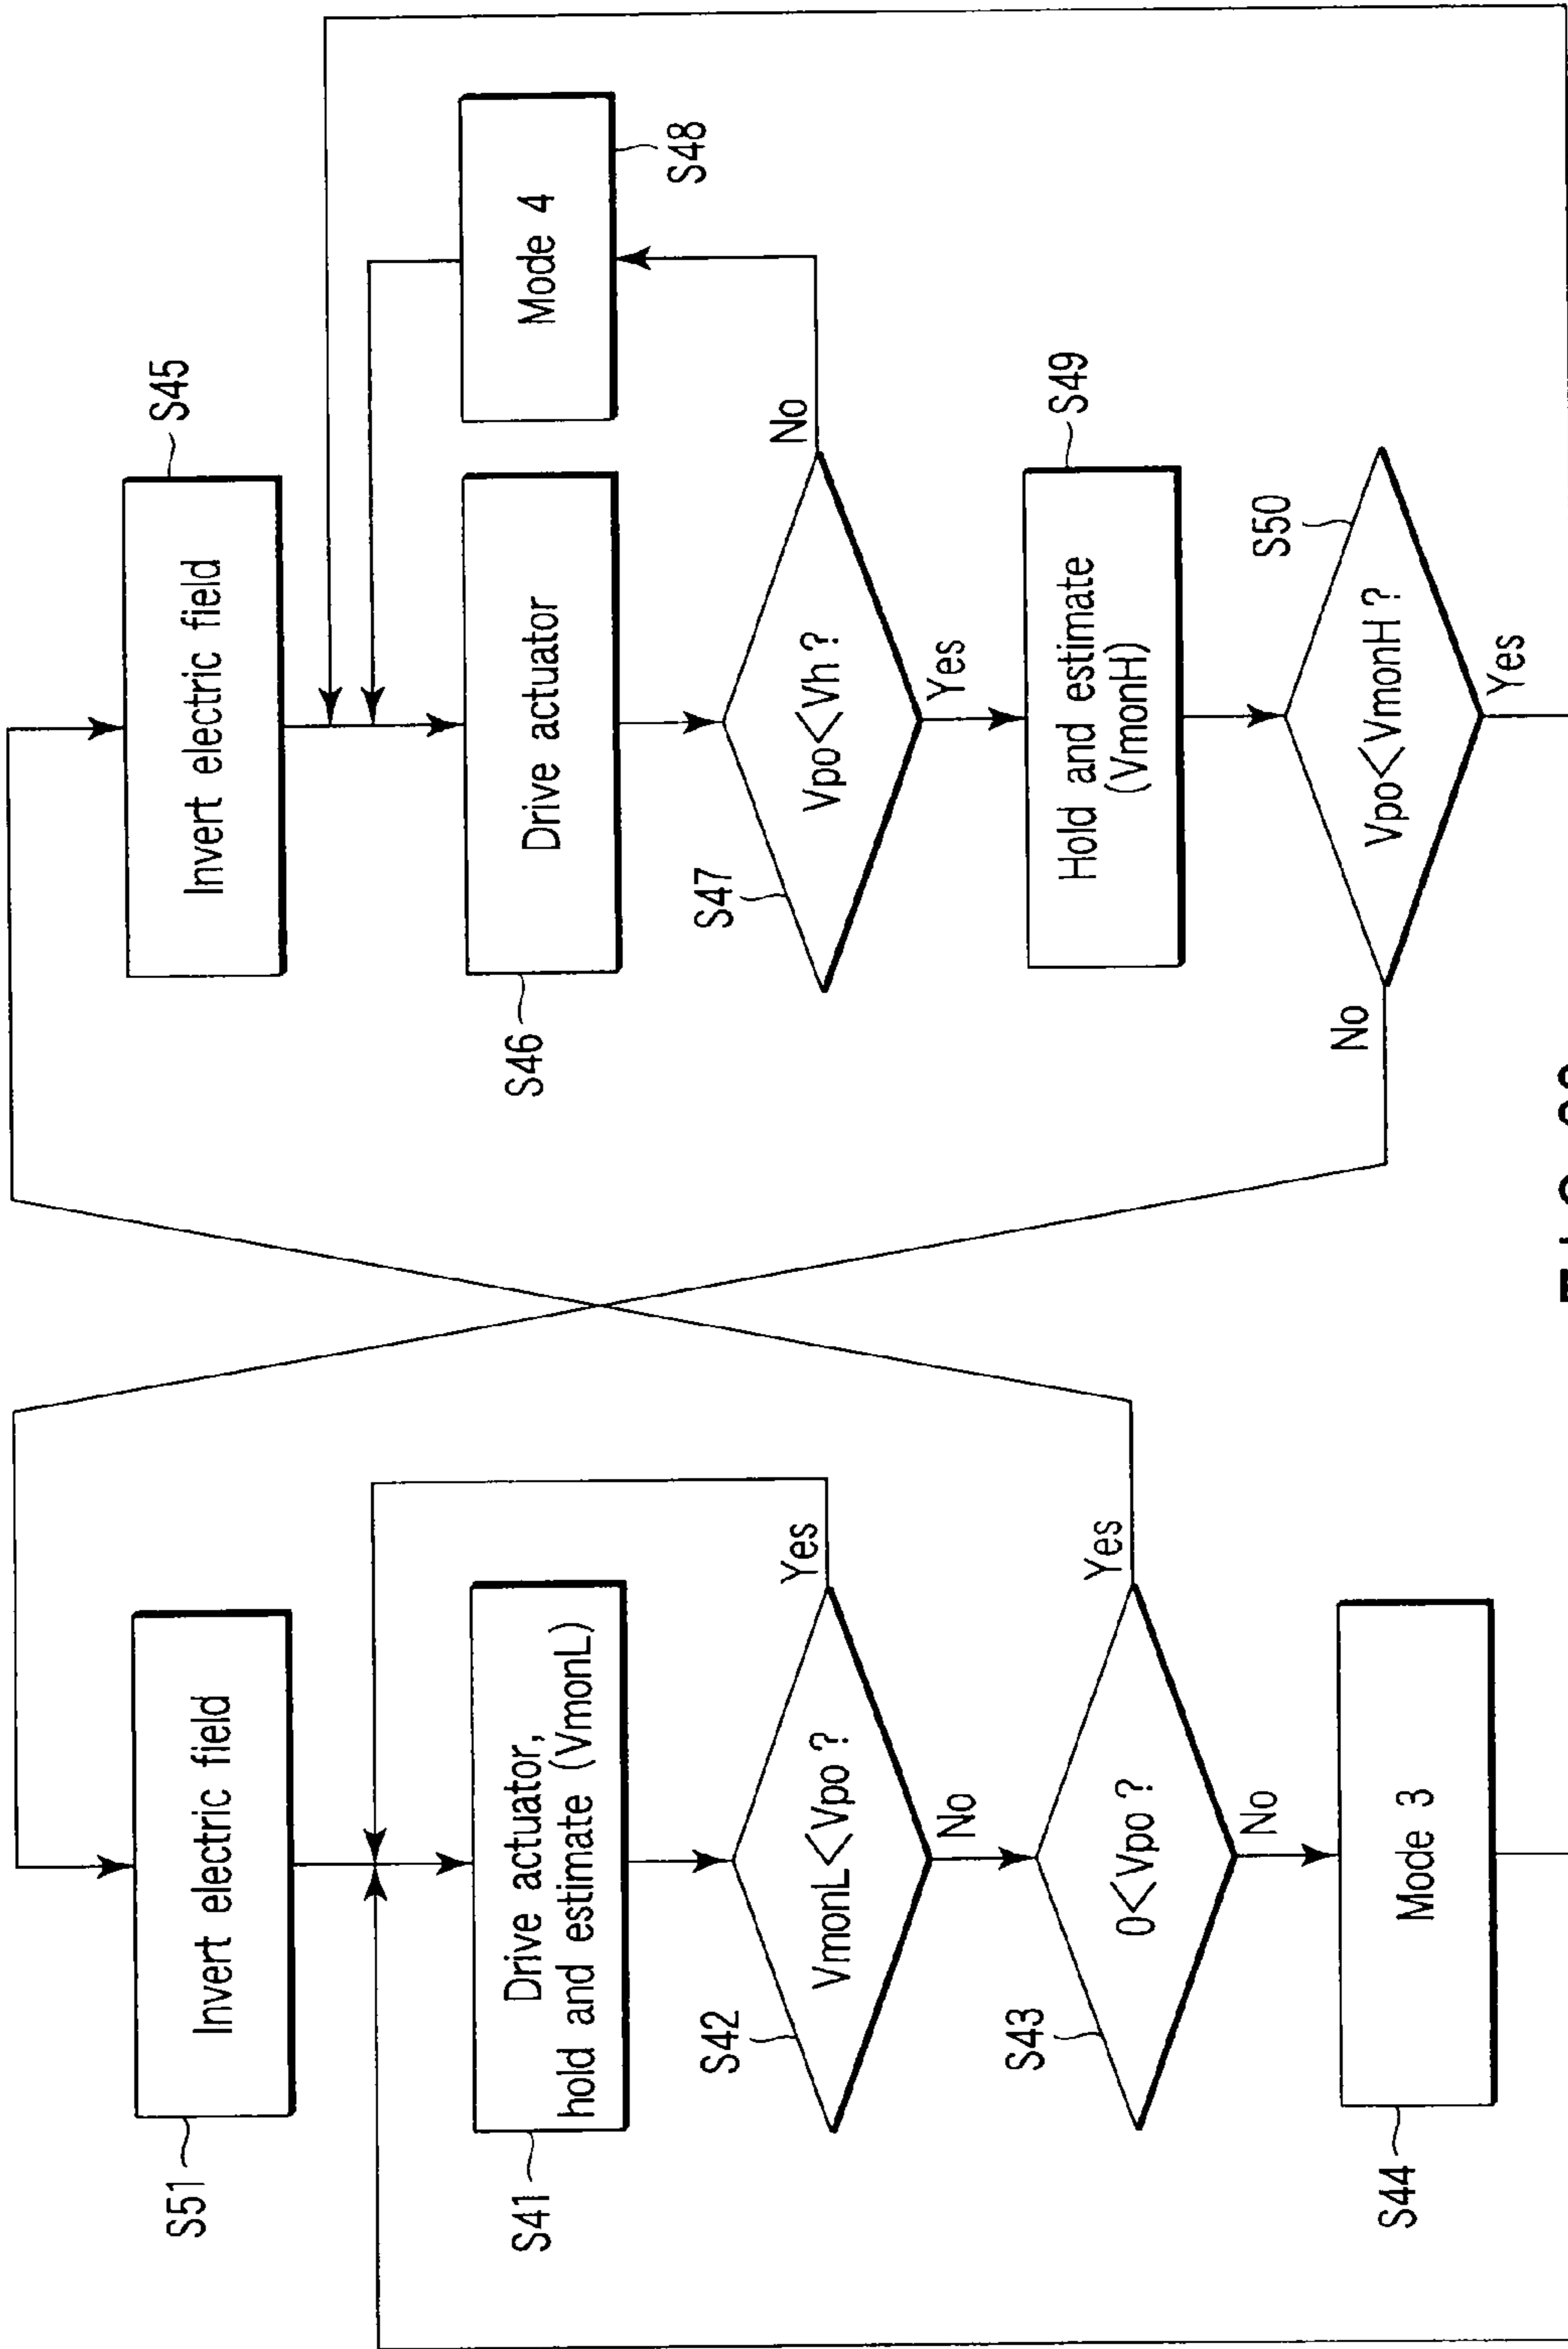 S51
Invert electric field
S41
Drive actuator,
hold and estimate (VmonL)
S42
VmonL<Vpo ?
Yes
No
S43
0<Vpo ?
Yes
No
S44
Mode 3
S45
Invert electric field
S46
Drive actuator
S48
Mode 4
S47
Vpo<Vh ?
No
Yes
S49
Hold and estimate
(VmonH)
S50
Vpo<VmonH ?
No
Yes